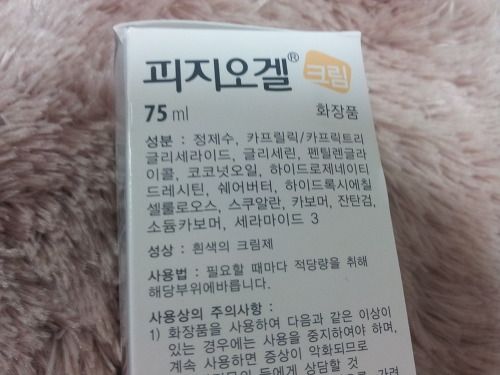 피지오겔® 크림
75 ml 화장품
성분 : 정제수, 카프릴릭/카프릭트리
글리세라이드, 글리세린, 펜틸렌글라
이콜, 코코넛오일, 하이드로제네이티
드레시틴, 쉐어버터, 하이드록시에칠
셀룰로오스, 스쿠알란, 카보머, 잔탄검,
소듐카보머, 세라마이드 3
성상 : 흰색의 크림제
사용법 : 필요할 때마다 적당량을 취해
해당부위에바릅니다.
사용상의 주의사항 :
1) 화장품을 사용하여 다음과 같은 이상이
있는 경우에는 사용을 중지하여야 하며,
계속 사용하면 증상이 악화되므로
등에게 상담할 것